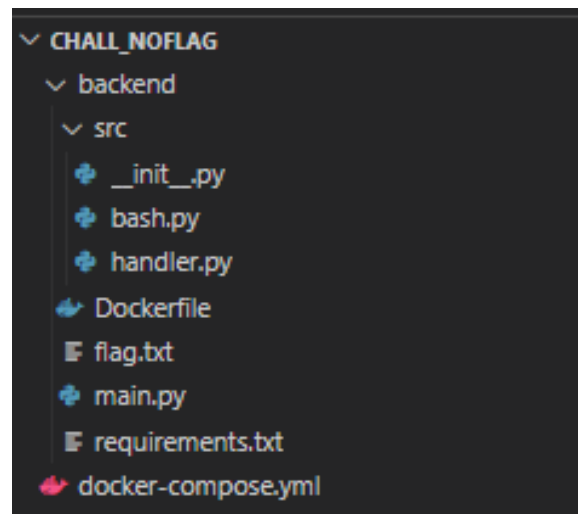 CHALL_NOFLAG
backend
src
__init__.py
bash.py
handler.py
Dockerfile
flag.txt
main.py
requirements.txt
docker-compose.yml